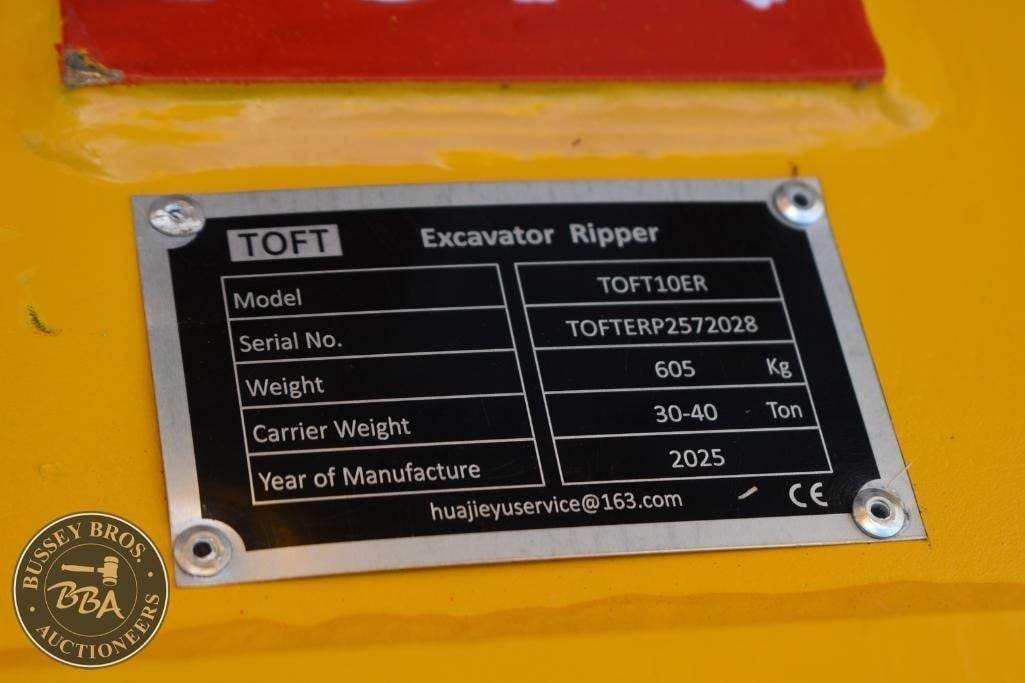 TOFT Excavator Ripper
Model TOFT10ER
Serial No. TOFTERP2572028
Weight 605 Kg
Carrier Weight 30-40 Ton
Year of Manufacture 2025
huajieyuservice@163.com CE
BUSSEY BROS.
BBA
AUCTIONEERS